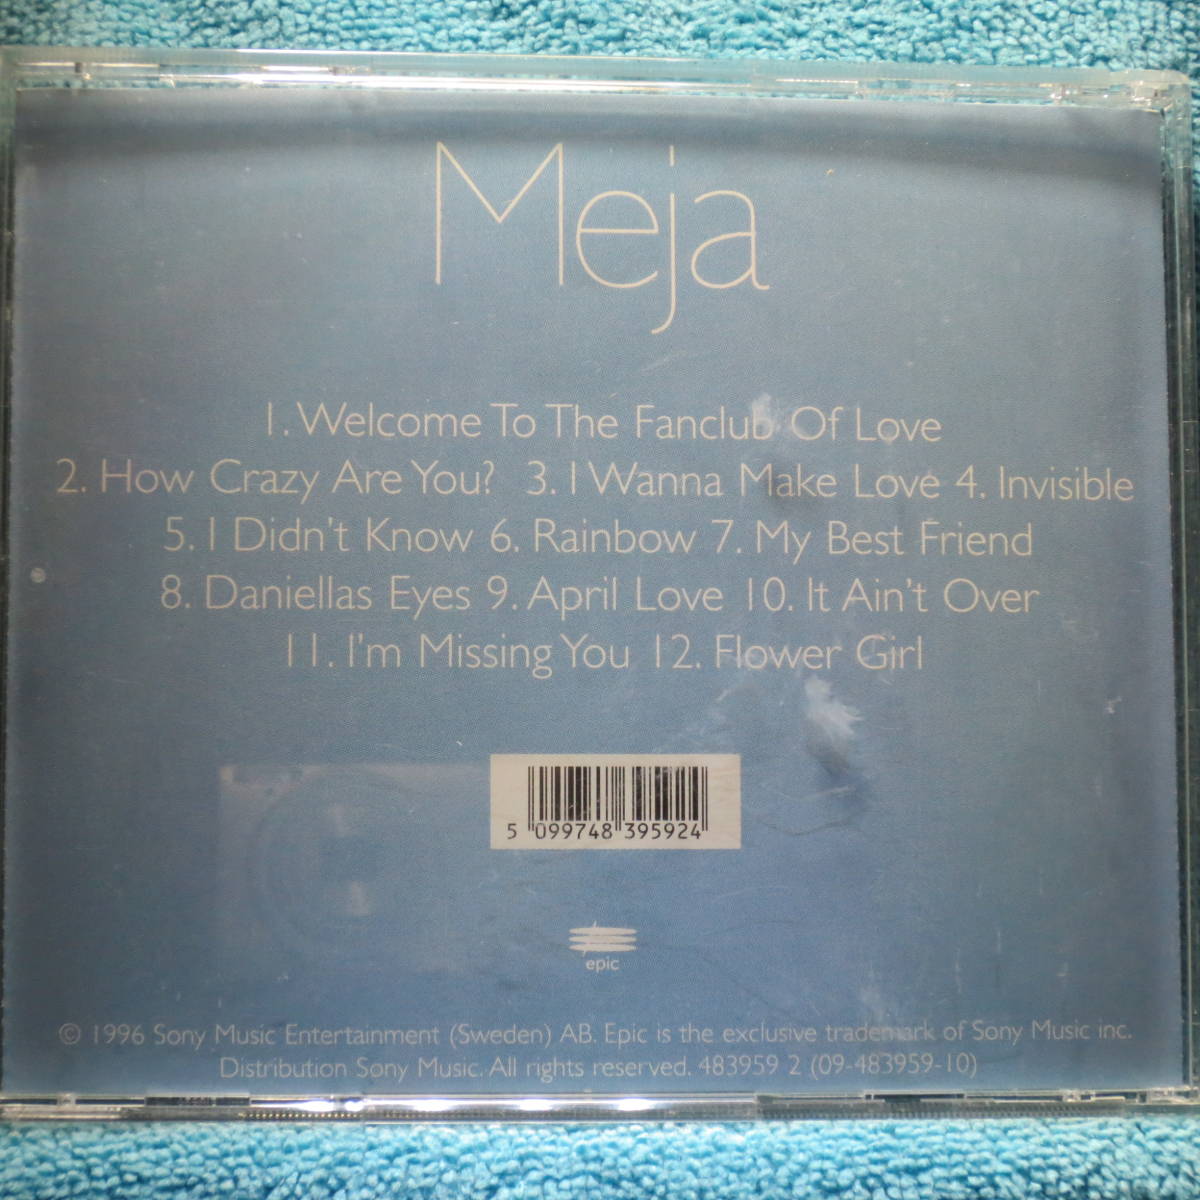 Meja
1. Welcome To The Fanclub Of Love
2. How Crazy Are You? 3. I Wanna Make Love 4. Invisible
5. I Didn't Know 6. Rainbow 7. My Best Friend
8. Daniellas Eyes 9. April Love 10. It Ain't Over
11. I'm Missing You 12. Flower Girl
5 099748 395924
epic
© 1996 Sony Music Entertainment (Sweden) AB. Epic is the exclusive trademark of Sony Music inc.
Distribution Sony Music. All rights reserved. 483959 2 (09-483959-10)